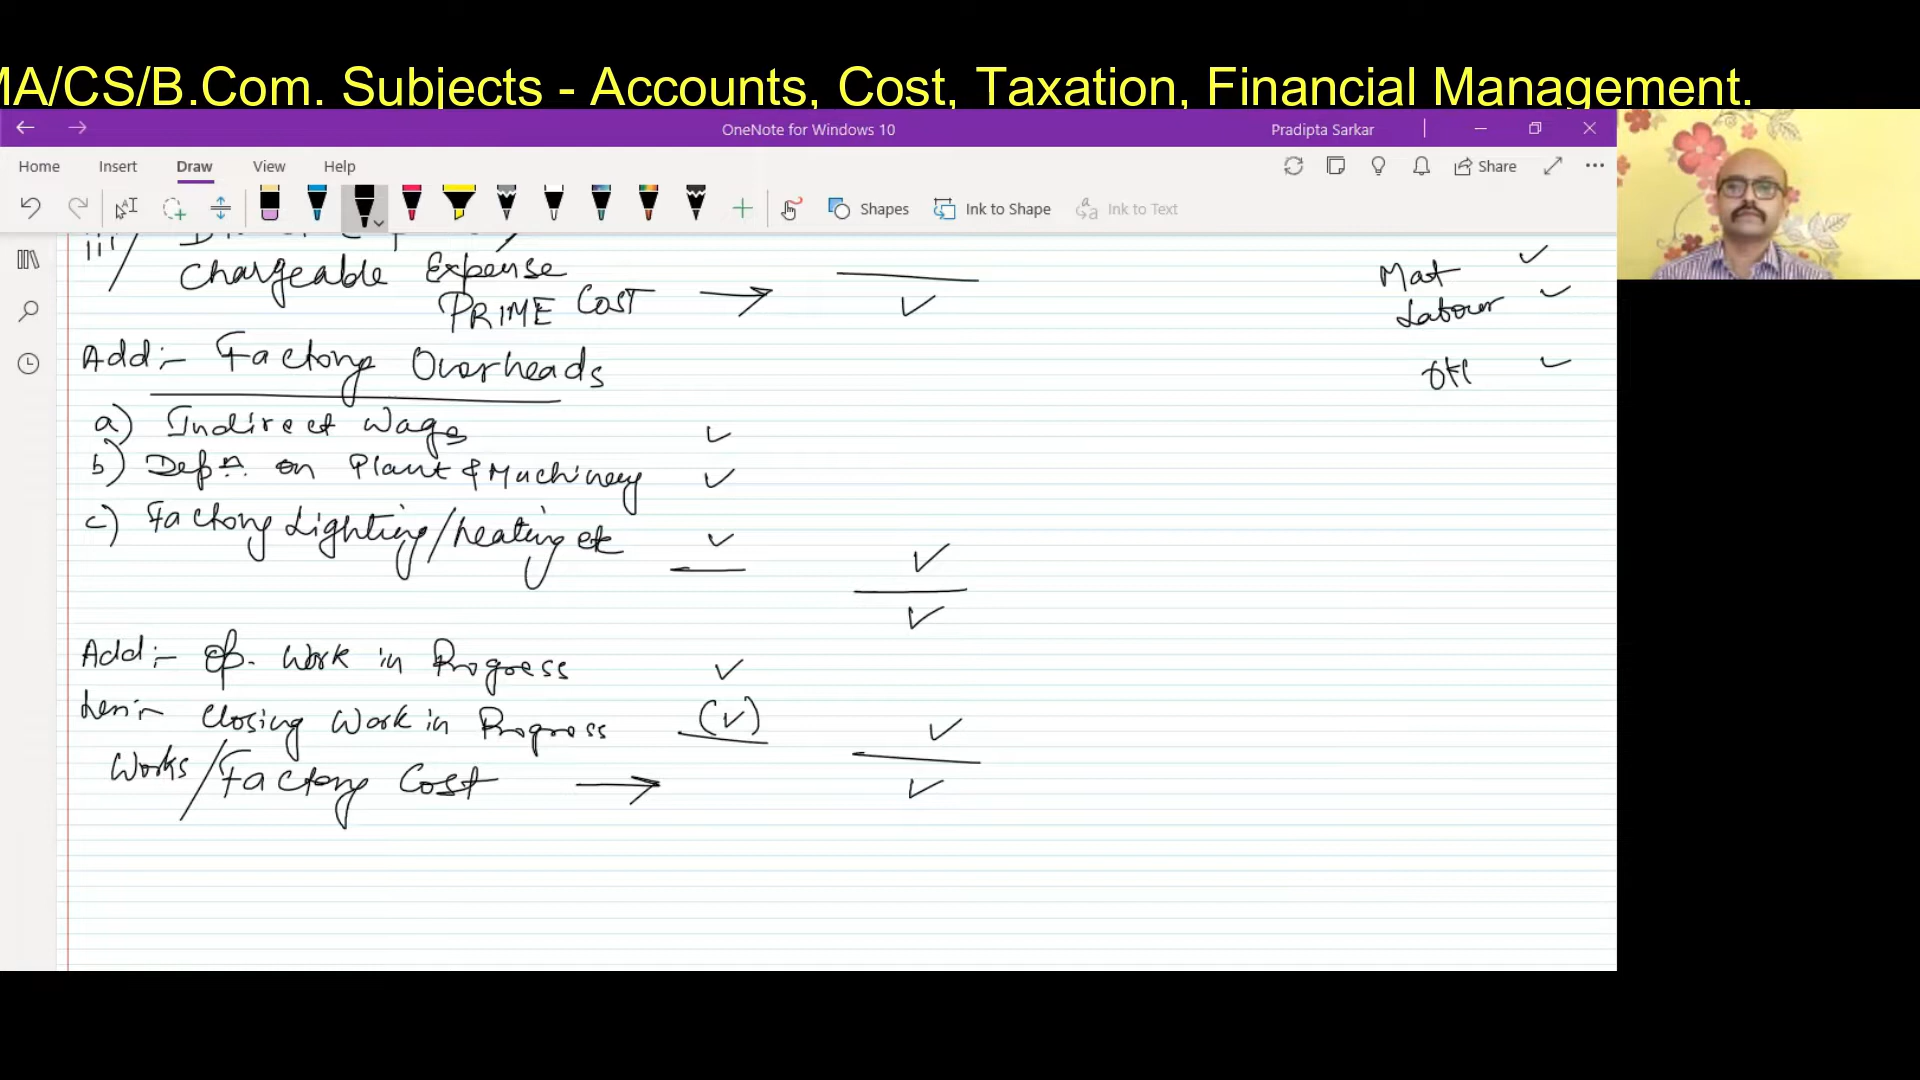 MA/CS/B.Com. Subjects - Accounts, Cost, Taxation, Financial Management.
OneNote for Windows 10
Pradipta Sarkar
Home Insert Draw View Help
Share
Shapes
Ink to Shape
Ink to Text
iii/
Chargeable Expense
PRIME COST →
Add:- Factory Overheads
a) Indirect Wages
b) Depn. on Plant & Machinery
c) Factory Lighting/heating etc
Add:- Op. Work in Progress
Less:- Closing Work in Progress (✓)
Works/Factory Cost →
Mat ✓
Labour ✓
✓